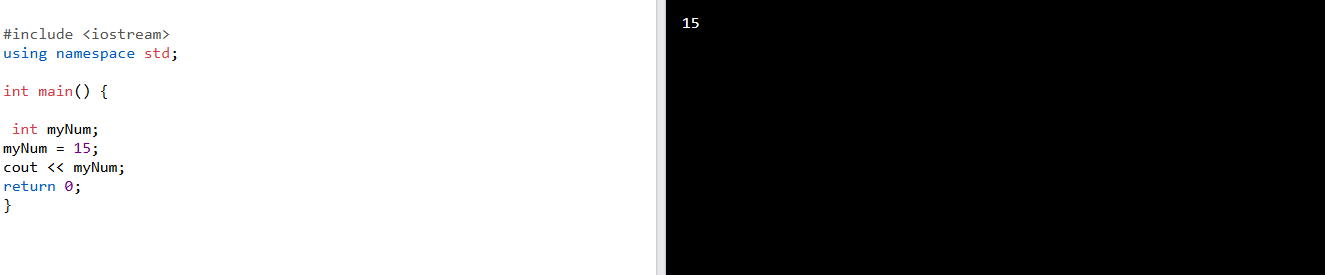 #include <iostream>
using namespace std;
int main() {
int myNum;
myNum = 15;
cout << myNum;
return 0;
}
15